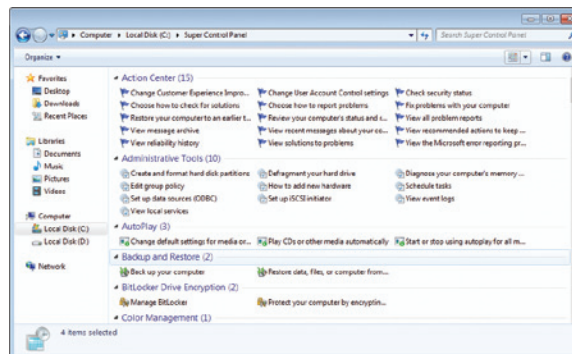 Computer ▸ Local Disk (C:) ▸ Super Control Panel
Search Super Control Panel
Organize
Favorites
Desktop
Downloads
Recent Places
Libraries
Documents
Music
Pictures
Videos
Computer
Local Disk (C:)
Local Disk (D:)
Network
Action Center (15)
Change Customer Experience Impro... Change User Account Control settings Check security status
Choose how to check for solutions Choose how to report problems Fix problems with your computer
Restore your computer to an earlier t... Review your computer's status and s... View all problem reports
View message archive View recent messages about your co... View recommended actions to keep ...
View reliability history View solutions to problems View the Microsoft error reporting pr...
Administrative Tools (10)
Create and format hard disk partitions Defragment your hard drive Diagnose your computer's memory ...
Edit group policy How to add new hardware Schedule tasks
Set up data sources (ODBC) Set up iSCSI initiator View event logs
View local services
AutoPlay (3)
Change default settings for media or... Play CDs or other media automatically Start or stop using autoplay for all m...
Backup and Restore (2)
Back up your computer Restore data, files, or computer from...
BitLocker Drive Encryption (2)
Manage BitLocker Protect your computer by encryptin...
Color Management (1)
4 items selected